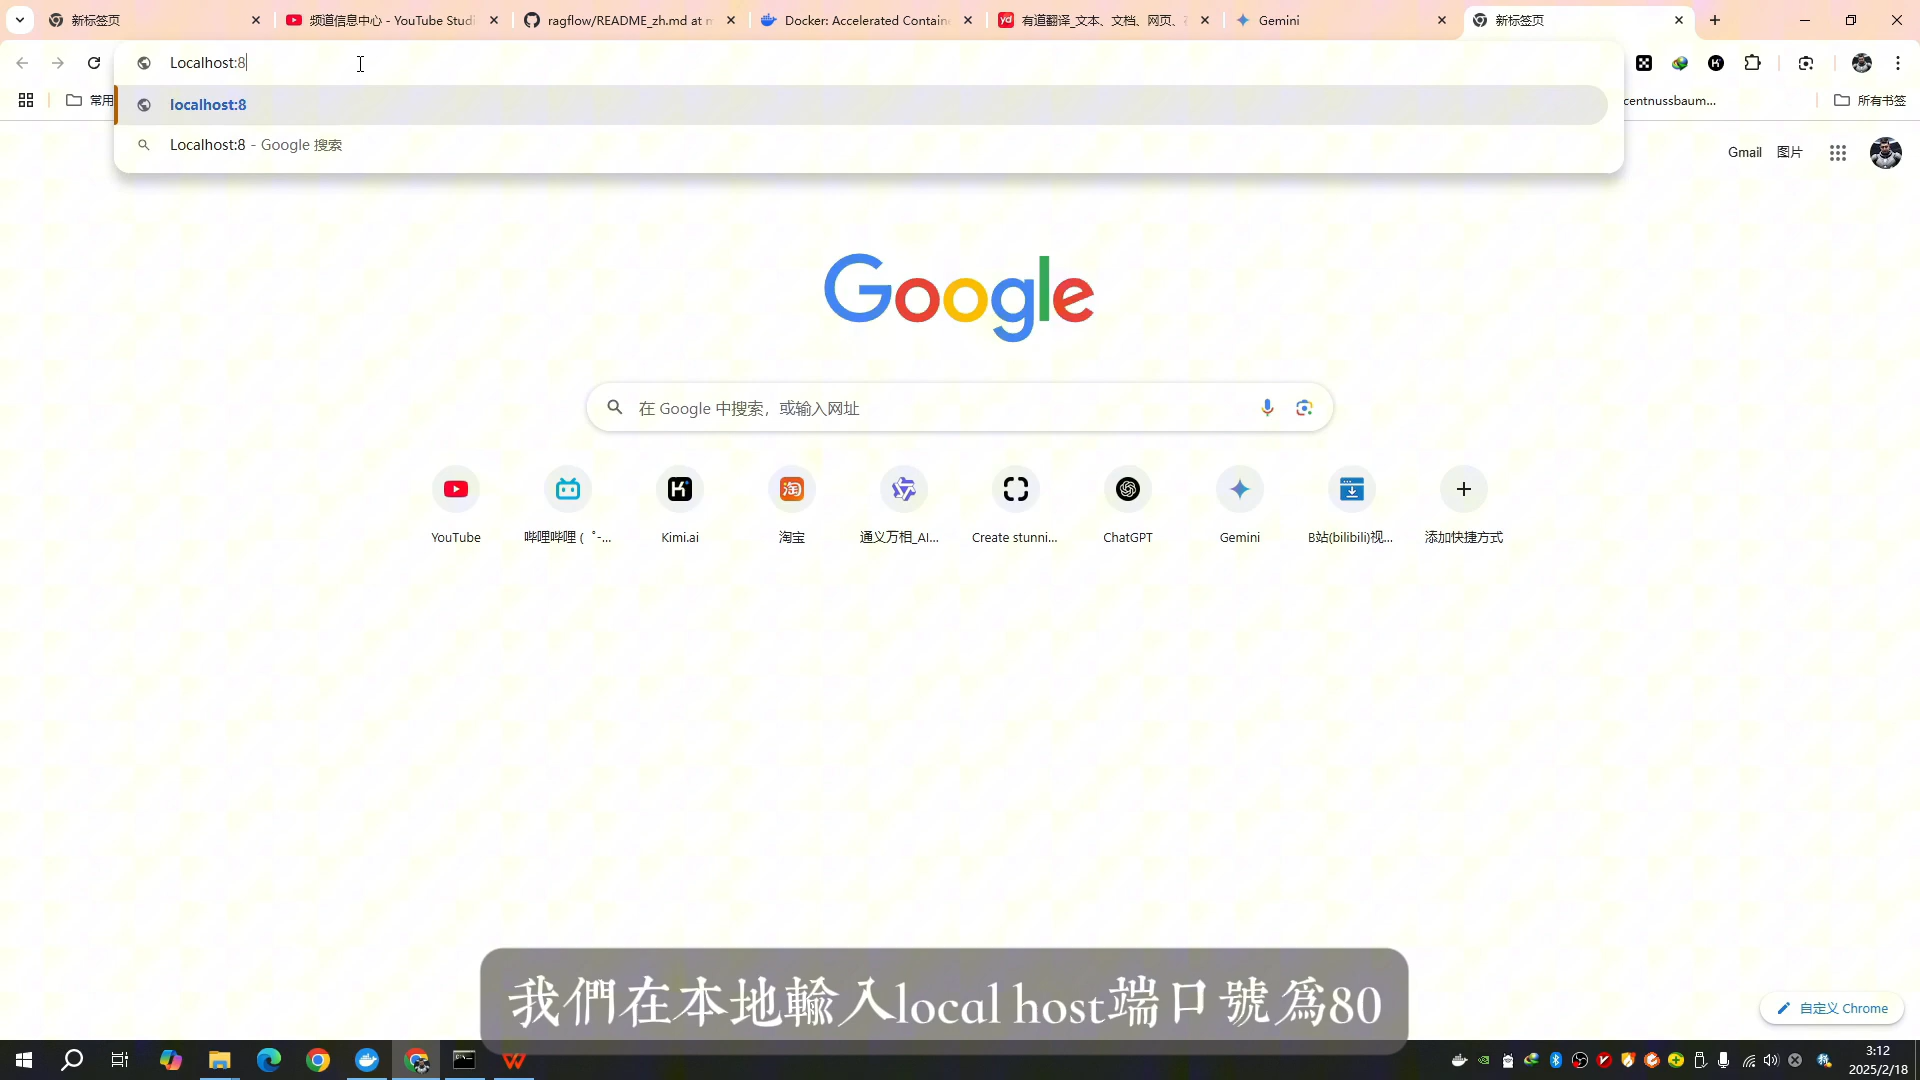 新标签页
频道信息中心 - YouTube Studi
ragflow/README_zh.md at m
Docker: Accelerated Containe
有道翻译_文本、文档、网页、
Gemini
新标签页
Localhost:8
常用
localhost:8
centnussbaum...
所有书签
Localhost:8 - Google 搜索
Gmail
图片
Google
在 Google 中搜索，或输入网址
YouTube
哔哩哔哩 ( ゜-...
Kimi.ai
淘宝
通义万相_AI...
Create stunni...
ChatGPT
Gemini
B站(bilibili)视...
添加快捷方式
我們在本地輸入local host端口號爲80
自定义 Chrome
3:12
2025/2/18